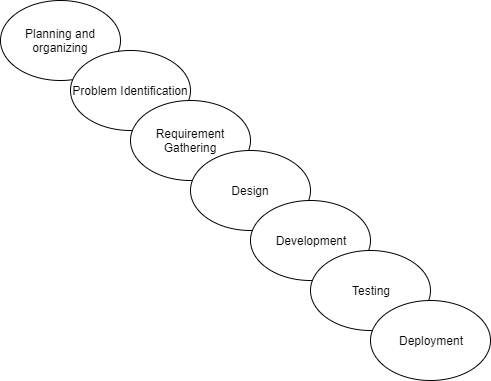 Planning and
organizing
Problem Identification
Requirement
Gathering
Design
Development
Testing
Deployment